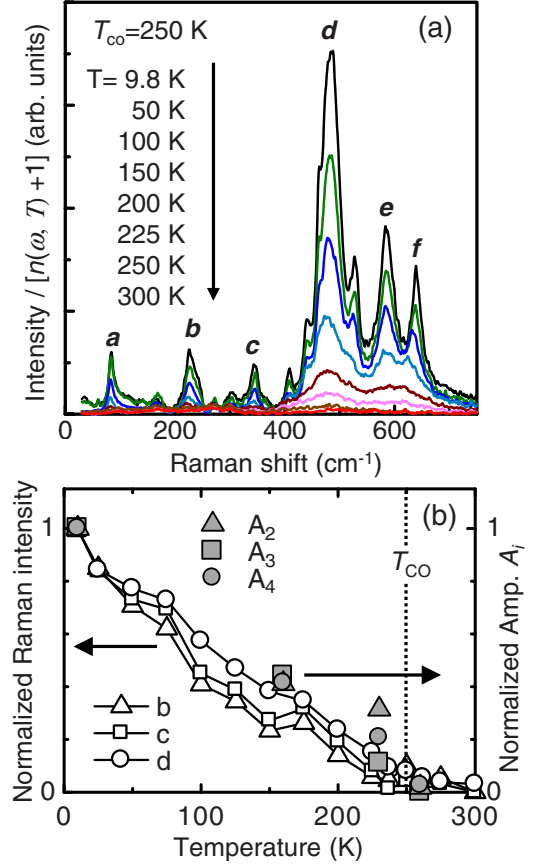 T_co=250 K
(a)
T= 9.8 K
50 K
100 K
150 K
200 K
225 K
250 K
300 K
a
b
c
d
e
f
Intensity / [n(ω, T) +1] (arb. units)
0 200 400 600
Raman shift (cm⁻¹)
(b)
A₂
A₃
A₄
T_CO
b
c
d
1
0
1
0
Normalized Raman intensity
Normalized Amp. A_i
0 100 200 300
Temperature (K)